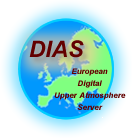 DIAS
European
Digital
Upper Atmosphere
Server